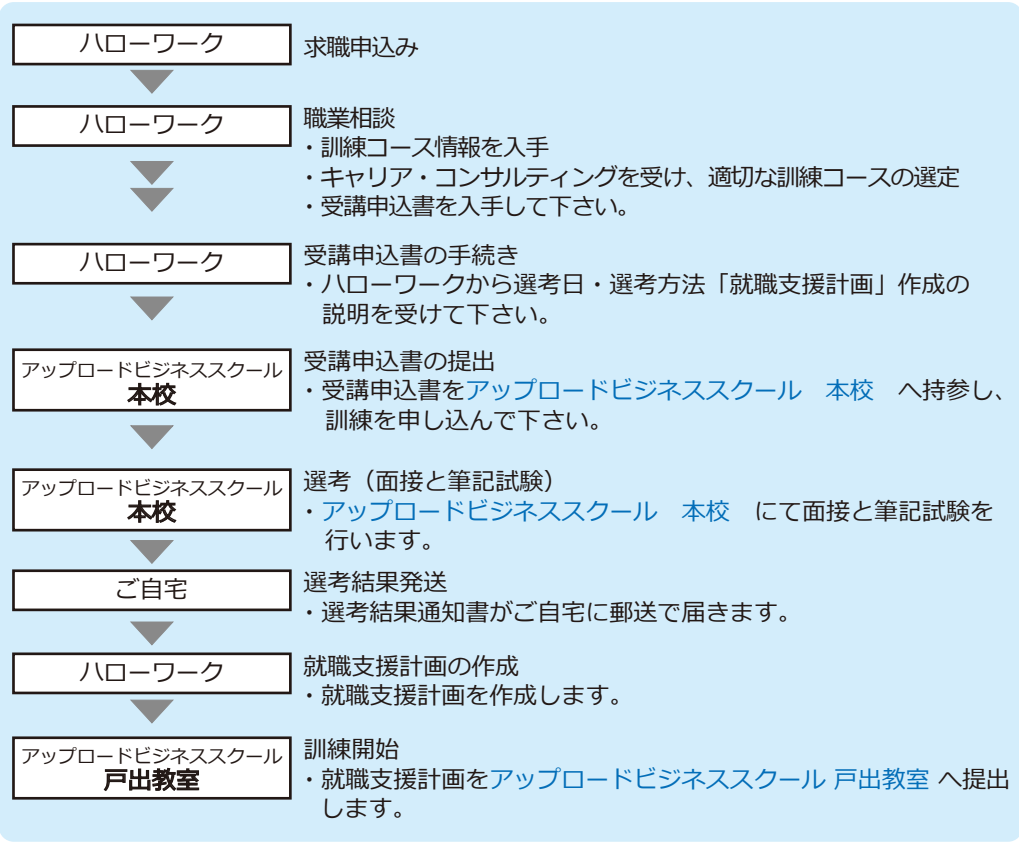 ハローワーク
求職申込み
ハローワーク
職業相談
・訓練コース情報を入手
・キャリア・コンサルティングを受け、適切な訓練コースの選定
・受講申込書を入手して下さい。
ハローワーク
受講申込書の手続き
・ハローワークから選考日・選考方法「就職支援計画」作成の
説明を受けて下さい。
アップロードビジネススクール
本校
受講申込書の提出
・受講申込書をアップロードビジネススクール　本校　へ持参し、
訓練を申し込んで下さい。
アップロードビジネススクール
本校
選考（面接と筆記試験）
・アップロードビジネススクール　本校　にて面接と筆記試験を
行います。
ご自宅
選考結果発送
・選考結果通知書がご自宅に郵送で届きます。
ハローワーク
就職支援計画の作成
・就職支援計画を作成します。
アップロードビジネススクール
戸出教室
訓練開始
・就職支援計画をアップロードビジネススクール 戸出教室 へ提出
します。